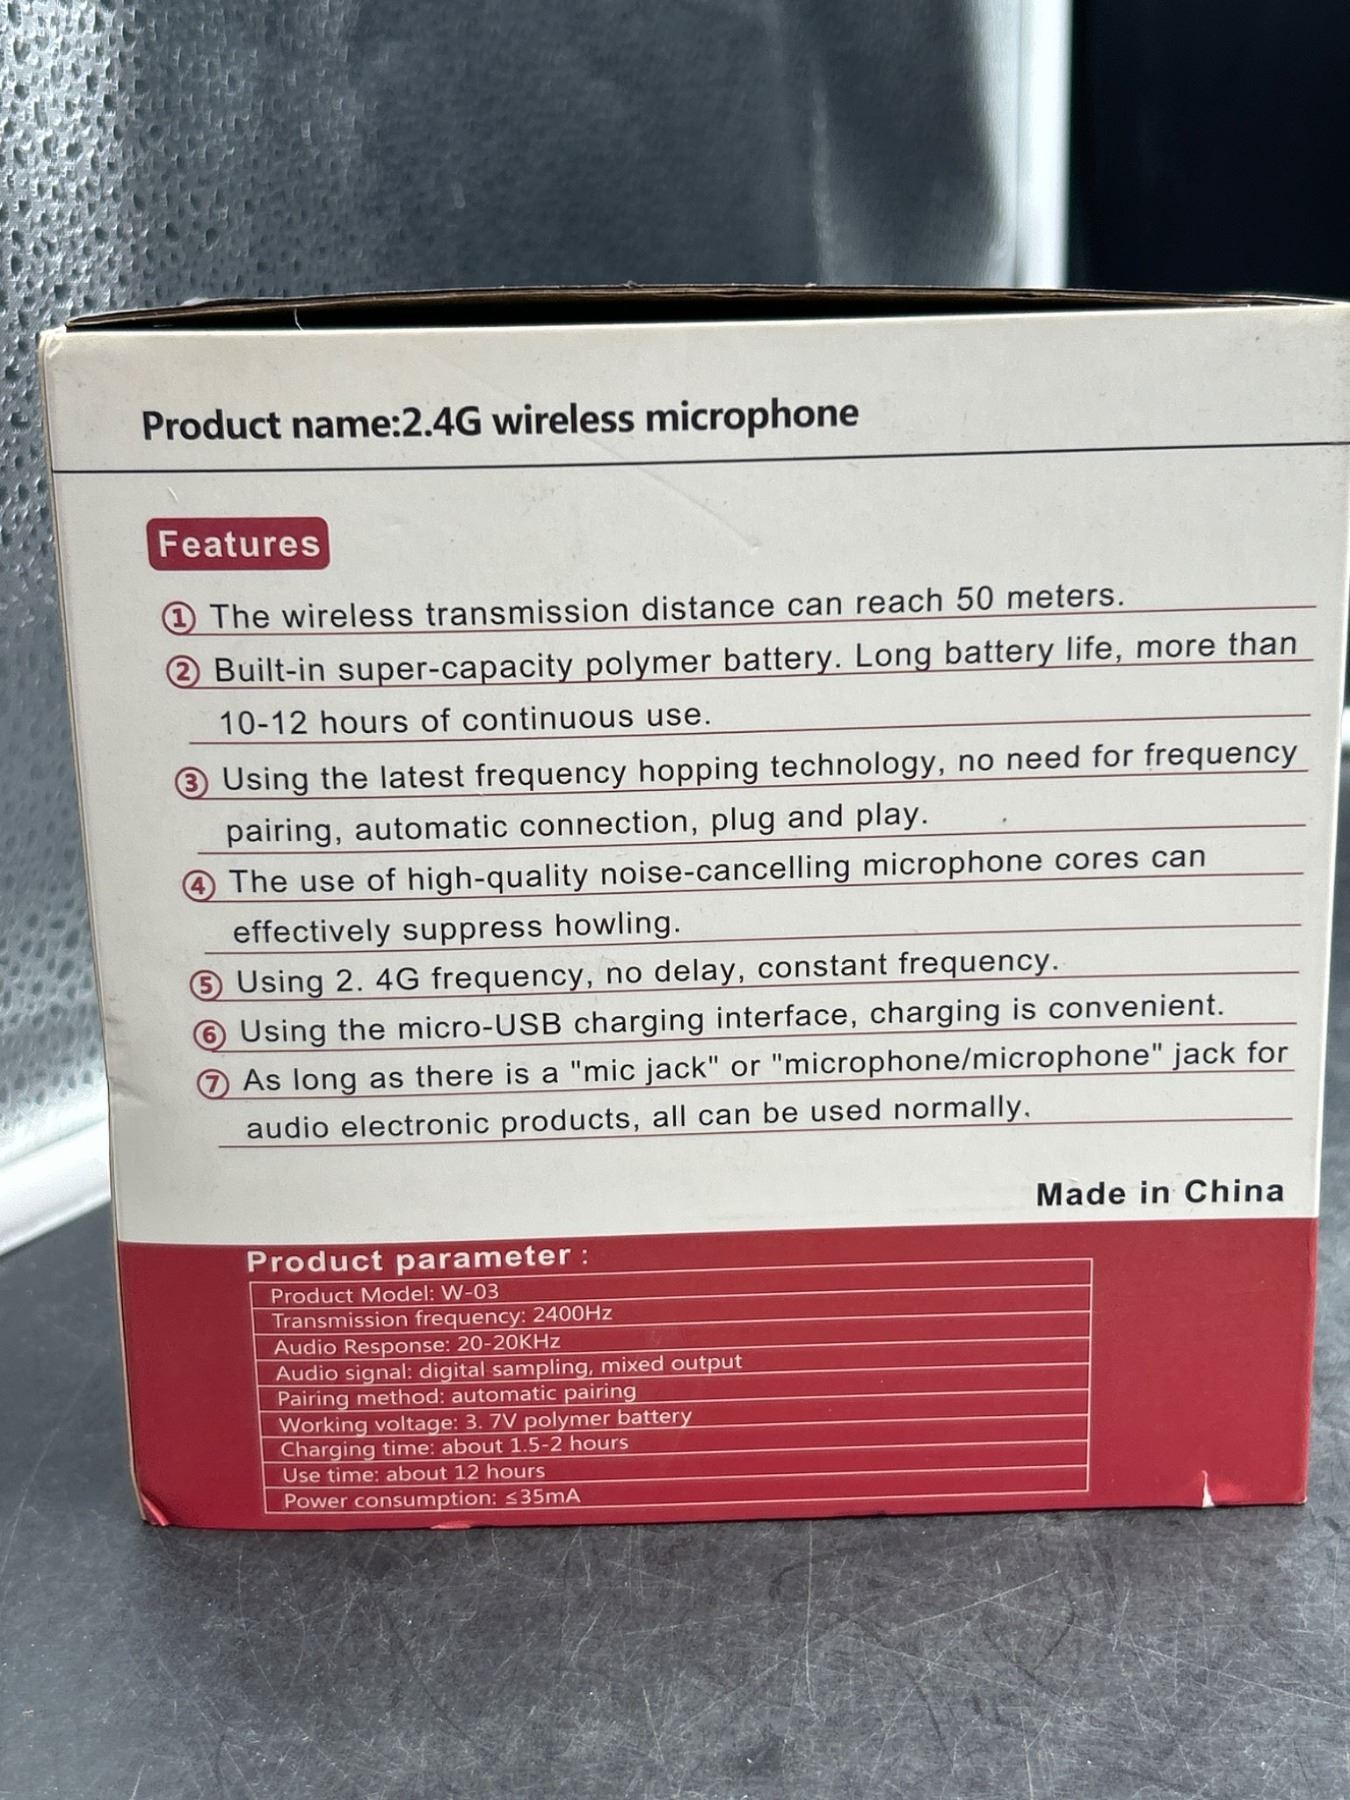 Product name:2.4G wireless microphone
Features
① The wireless transmission distance can reach 50 meters.
② Built-in super-capacity polymer battery. Long battery life, more than
10-12 hours of continuous use.
③ Using the latest frequency hopping technology, no need for frequency
pairing, automatic connection, plug and play.
④ The use of high-quality noise-cancelling microphone cores can
effectively suppress howling.
⑤ Using 2. 4G frequency, no delay, constant frequency.
⑥ Using the micro-USB charging interface, charging is convenient.
⑦ As long as there is a "mic jack" or "microphone/microphone" jack for
audio electronic products, all can be used normally.
Made in China
Product parameter :
Product Model: W-03
Transmission frequency: 2400Hz
Audio Response: 20-20KHz
Audio signal: digital sampling, mixed output
Pairing method: automatic pairing
Working voltage: 3. 7V polymer battery
Charging time: about 1.5-2 hours
Use time: about 12 hours
Power consumption: ≤35mA